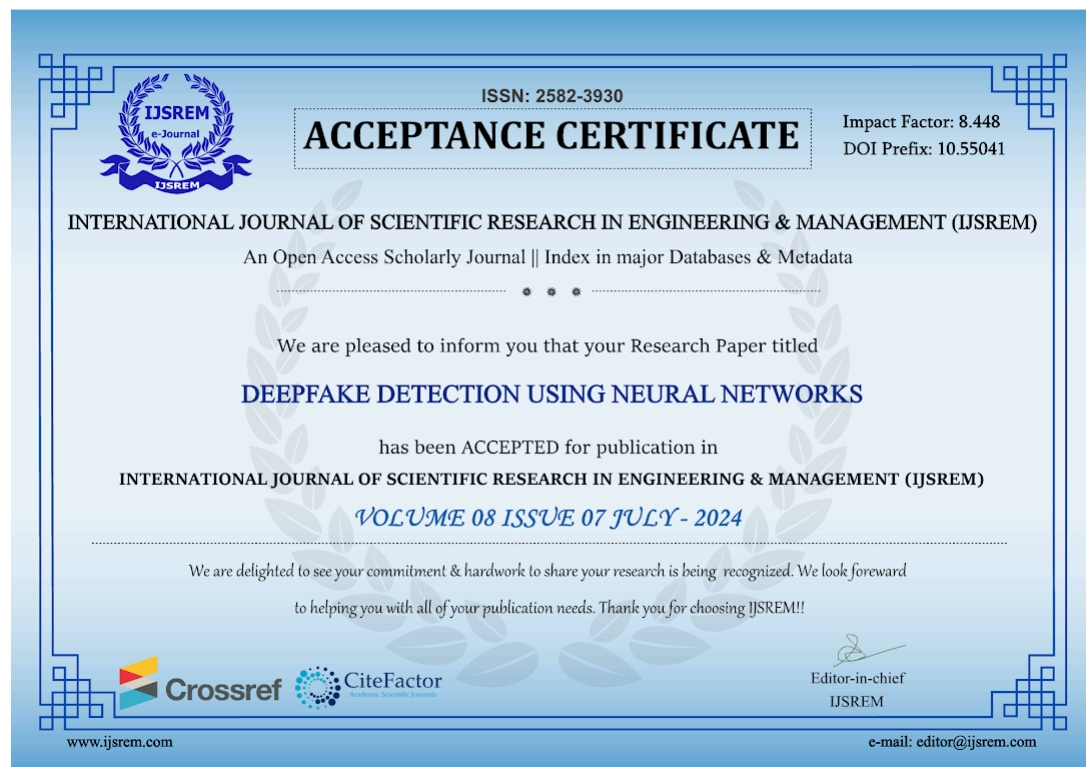 ISSN: 2582-3930
IJSREM
e-Journal
IJSREM
ACCEPTANCE CERTIFICATE
Impact Factor: 8.448
DOI Prefix: 10.55041
INTERNATIONAL JOURNAL OF SCIENTIFIC RESEARCH IN ENGINEERING & MANAGEMENT (IJSREM)
An Open Access Scholarly Journal || Index in major Databases & Metadata
We are pleased to inform you that your Research Paper titled
DEEPFAKE DETECTION USING NEURAL NETWORKS
has been ACCEPTED for publication in
INTERNATIONAL JOURNAL OF SCIENTIFIC RESEARCH IN ENGINEERING & MANAGEMENT (IJSREM)
VOLUME 08 ISSUE 07 JULY - 2024
We are delighted to see your commitment & hardwork to share your research is being recognized. We look foreward
to helping you with all of your publication needs. Thank you for choosing IJSREM!!
Crossref
CiteFactor
Academic Scientific Journals
Editor-in-chief
IJSREM
www.ijsrem.com
e-mail: editor@ijsrem.com